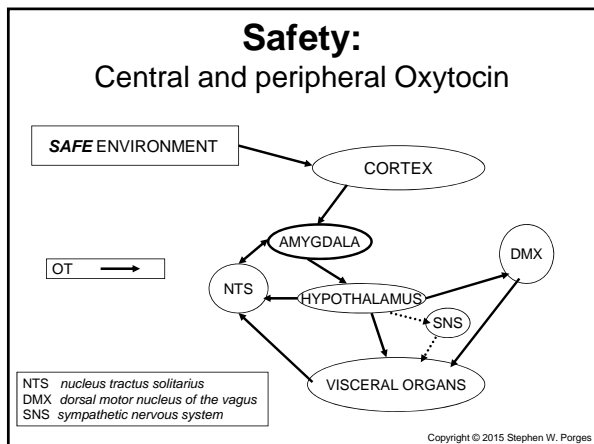 Safety:
Central and peripheral Oxytocin
SAFE ENVIRONMENT
CORTEX
AMYGDALA
DMX
OT
NTS
HYPOTHALAMUS
SNS
VISCERAL ORGANS
NTS nucleus tractus solitarius
DMX dorsal motor nucleus of the vagus
SNS sympathetic nervous system
Copyright © 2015 Stephen W. Porges